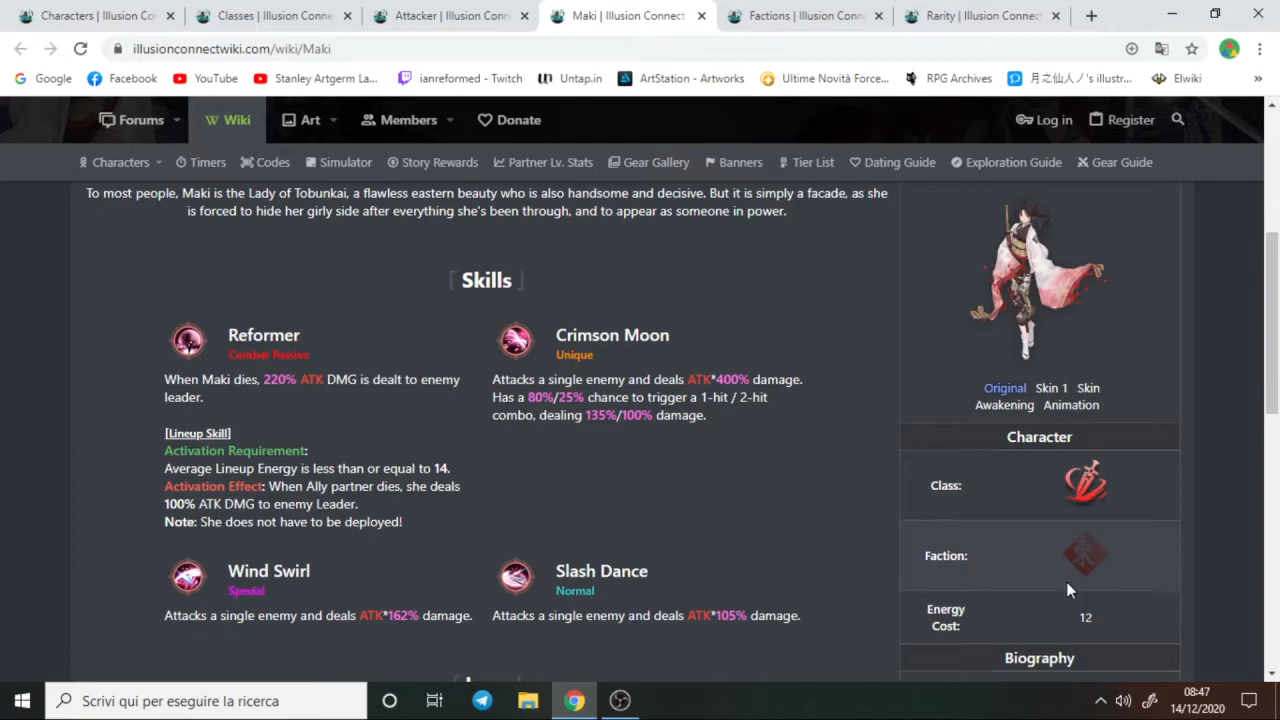 Characters | Illusion Co
Classes | Illusion Conne
Attacker | Illusion Conn
Maki | Illusion Connect
Factions | Illusion Conn
Rarity | Illusion Connect
illusionconnectwiki.com/wiki/Maki
Google
Facebook
YouTube
Stanley Artgerm La...
ianreformed - Twitch
Untap.in
ArtStation - Artworks
Ultime Novità Force...
RPG Archives
月之仙人ノ's illustr...
Elwiki
»
Forums
Wiki
Art
Members
Donate
Log in
Register
Characters
Timers
Codes
Simulator
Story Rewards
Partner Lv. Stats
Gear Gallery
Banners
Tier List
Dating Guide
Exploration Guide
Gear Guide
To most people, Maki is the Lady of Tobunkai, a flawless eastern beauty who is also handsome and decisive. But it is simply a facade, as she
is forced to hide her girly side after everything she's been through, and to appear as someone in power.
「 Skills 」
Reformer
Combat Passive
When Maki dies, 220% ATK DMG is dealt to enemy
leader.
[Lineup Skill]
Activation Requirement:
Average Lineup Energy is less than or equal to 14.
Activation Effect: When Ally partner dies, she deals
100% ATK DMG to enemy Leader.
Note: She does not have to be deployed!
Crimson Moon
Unique
Attacks a single enemy and deals ATK*400% damage.
Has a 80%/25% chance to trigger a 1-hit / 2-hit
combo, dealing 135%/100% damage.
Wind Swirl
Special
Attacks a single enemy and deals ATK*162% damage.
Slash Dance
Normal
Attacks a single enemy and deals ATK*105% damage.
Original Skin 1 Skin
Awakening Animation
Character
Class:
Faction:
東
Energy
Cost:
12
Biography
Scrivi qui per eseguire la ricerca
08:47
14/12/2020